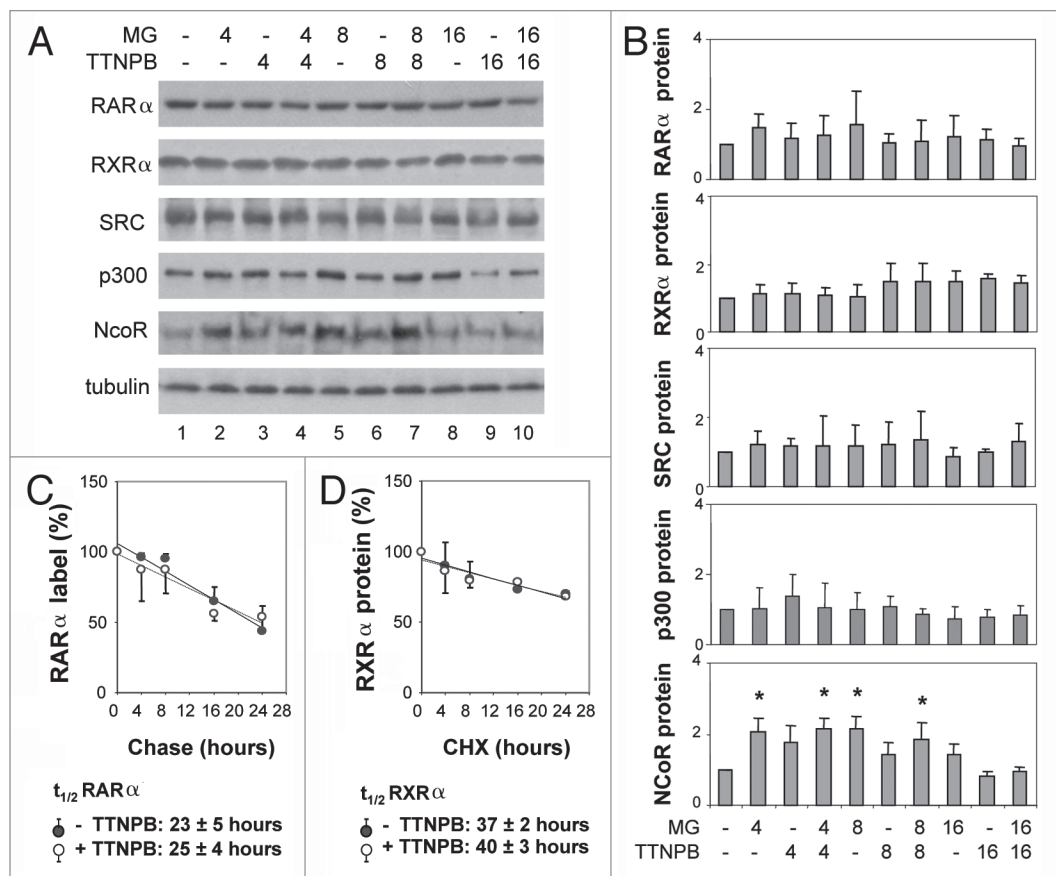 A
MG - 4 - 4 8 - 8 16 - 16
TTNPB - - 4 4 - 8 8 - 16 16
RARα
RXRα
SRC
p300
NcoR
tubulin
1 2 3 4 5 6 7 8 9 10
B
RARα protein
4
2
0
RXRα protein
4
2
0
SRC protein
4
2
0
p300 protein
4
2
0
NCoR protein
4
2
0
* * * *
MG - 4 - 4 8 - 8 16 - 16
TTNPB - - 4 4 - 8 8 - 16 16
C
RARα label (%)
150
100
50
0
0 4 8 12 16 20 24 28
Chase (hours)
t1/2 RARα
- TTNPB: 23 ± 5 hours
+ TTNPB: 25 ± 4 hours
D
RXRα protein (%)
150
100
50
0
0 4 8 12 16 20 24 28
CHX (hours)
t1/2 RXRα
- TTNPB: 37 ± 2 hours
+ TTNPB: 40 ± 3 hours